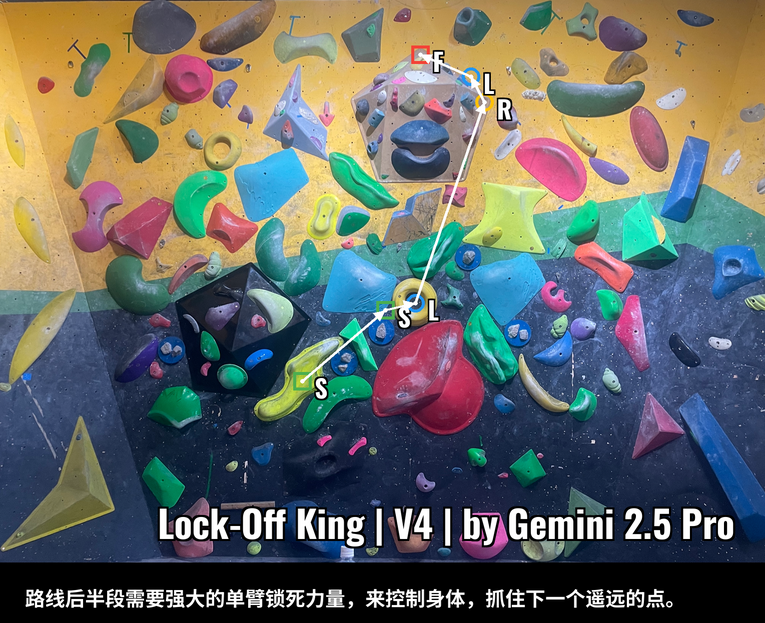 F
L
R
S
L
S
Lock-Off King | V4 | by Gemini 2.5 Pro
路线后半段需要强大的单臂锁死力量，来控制身体，抓住下一个遥远的点。